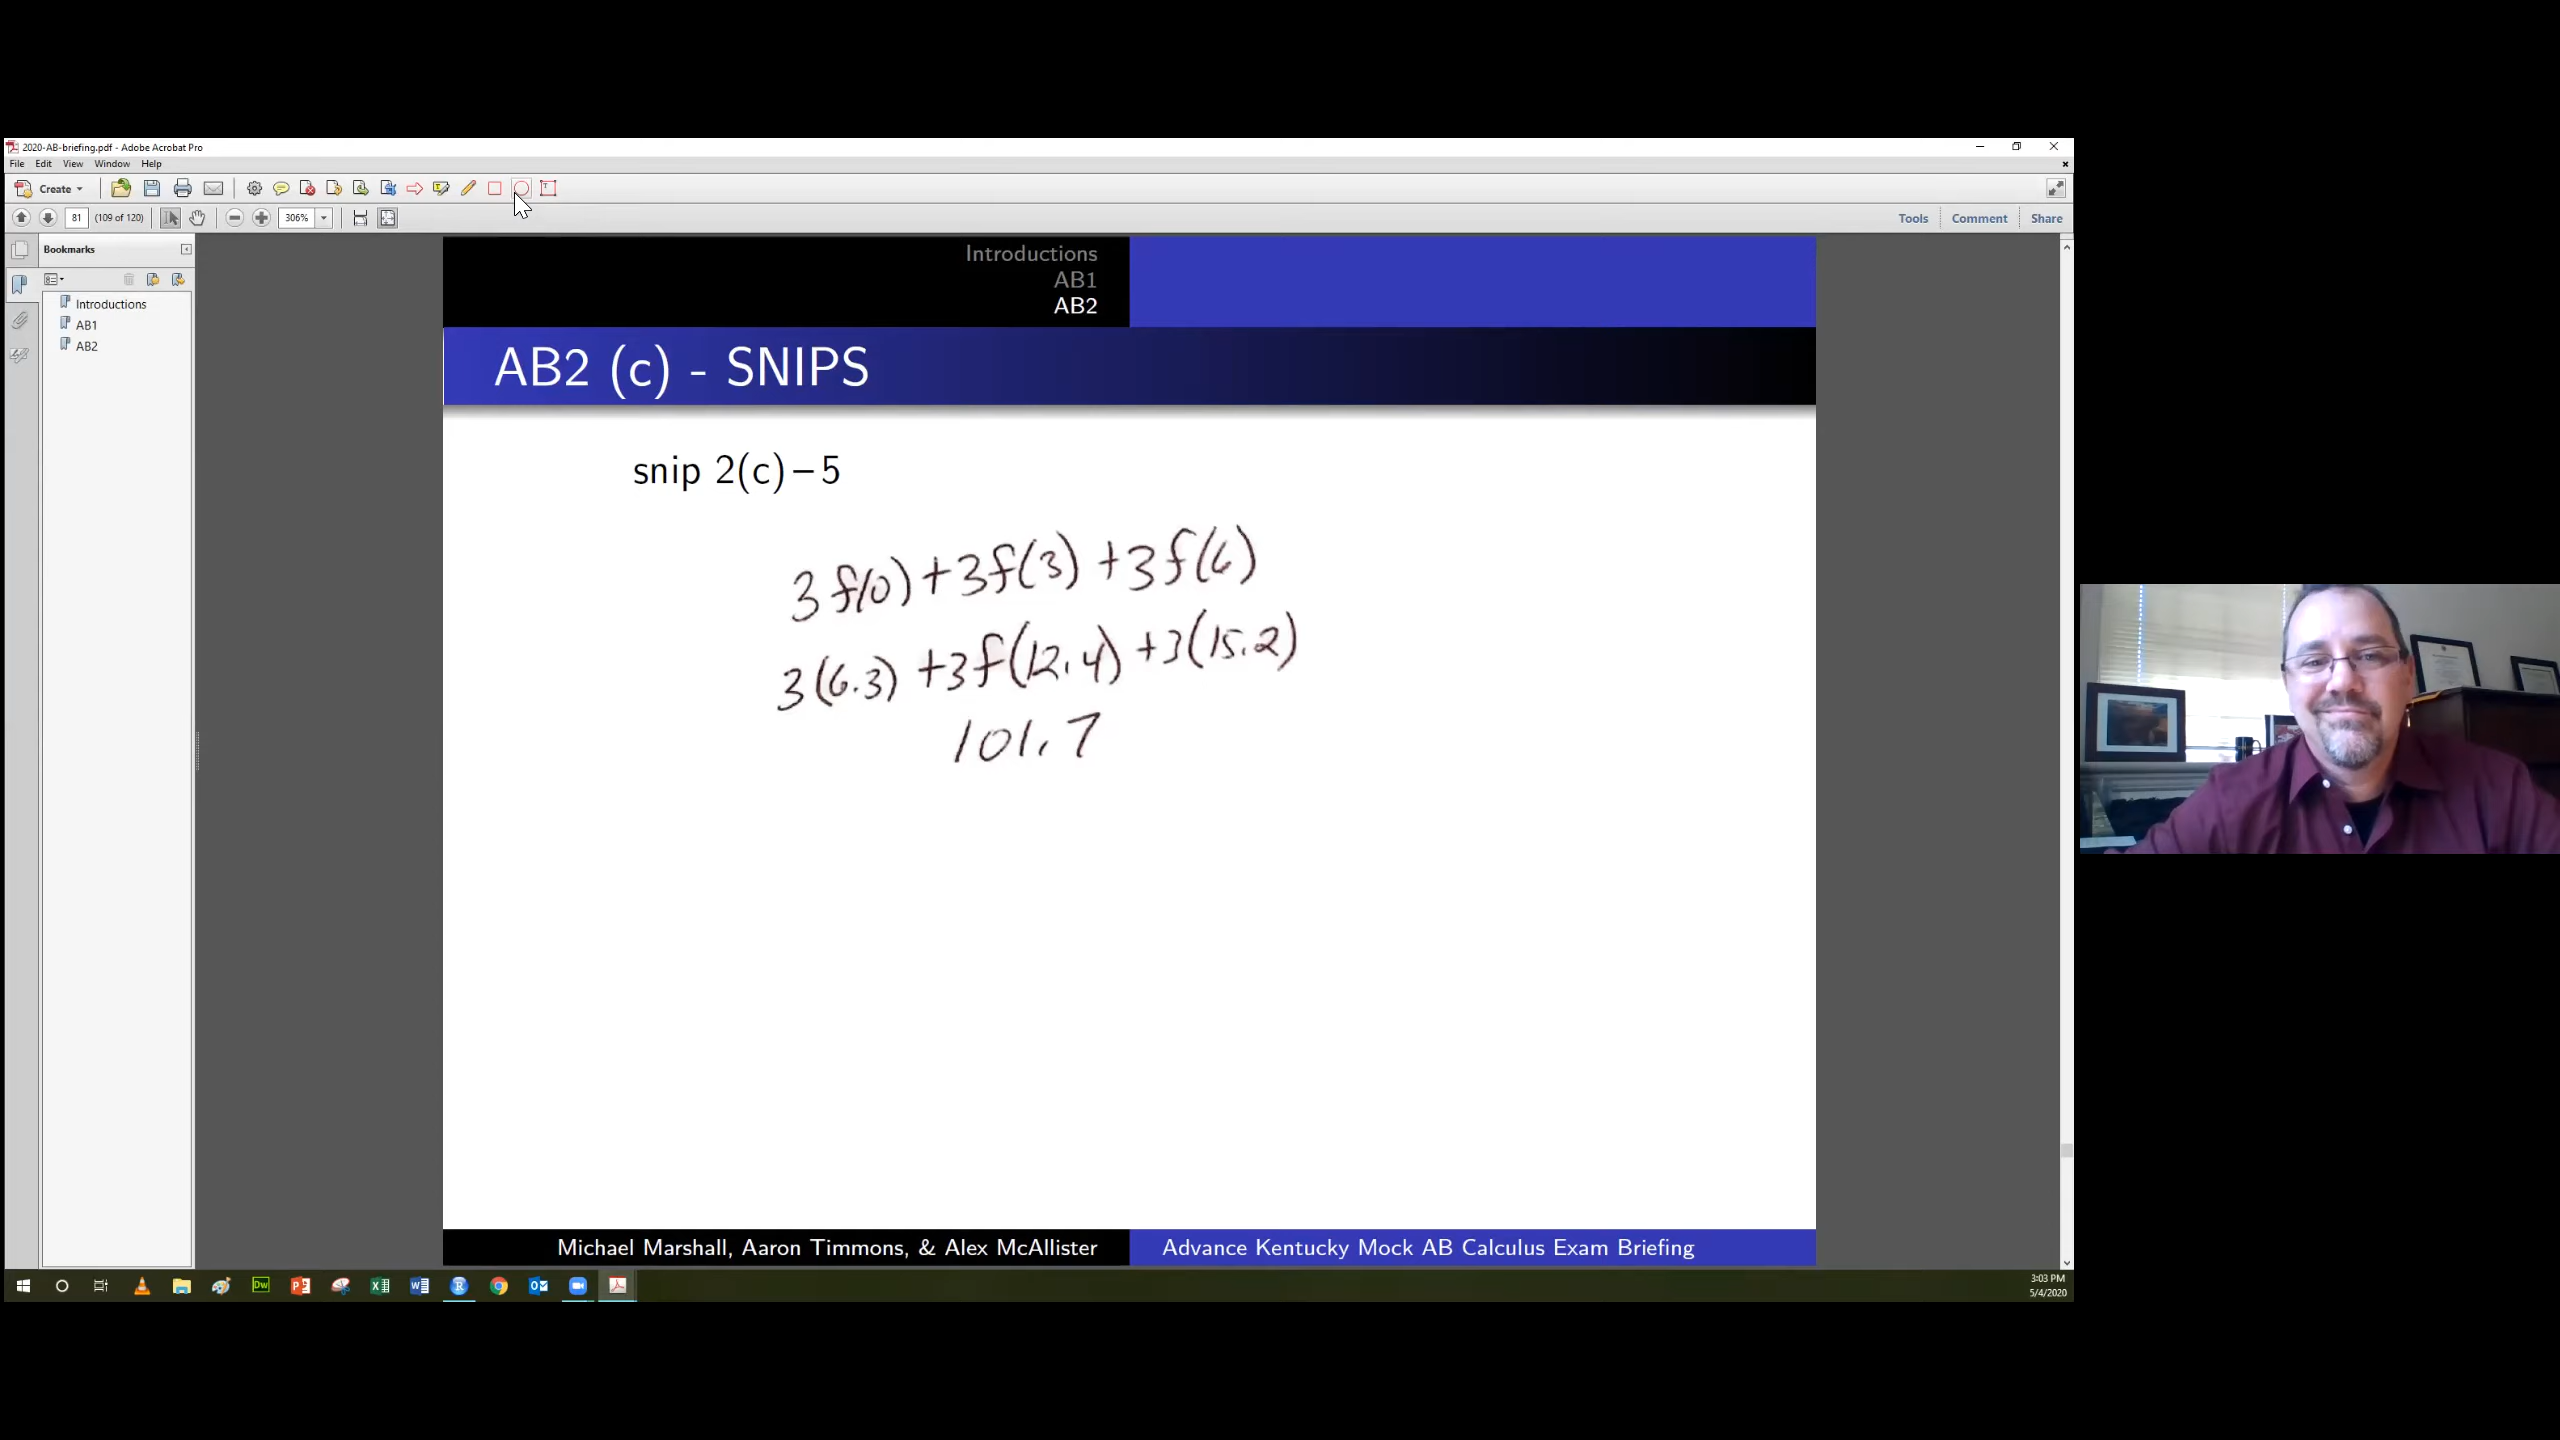 2020-AB-briefing.pdf - Adobe Acrobat Pro
File Edit View Window Help
Create
81 (109 of 120) 306% Tools Comment Share
Bookmarks
Introductions
AB1
AB2
Introductions
AB1
AB2
AB2 (c) - SNIPS
snip 2(c)–5
3f(0)+3f(3)+3f(6)
3(6.3)+3f(12.4)+3(15.2)
101.7
Michael Marshall, Aaron Timmons, & Alex McAllister Advance Kentucky Mock AB Calculus Exam Briefing
3:03 PM
5/4/2020